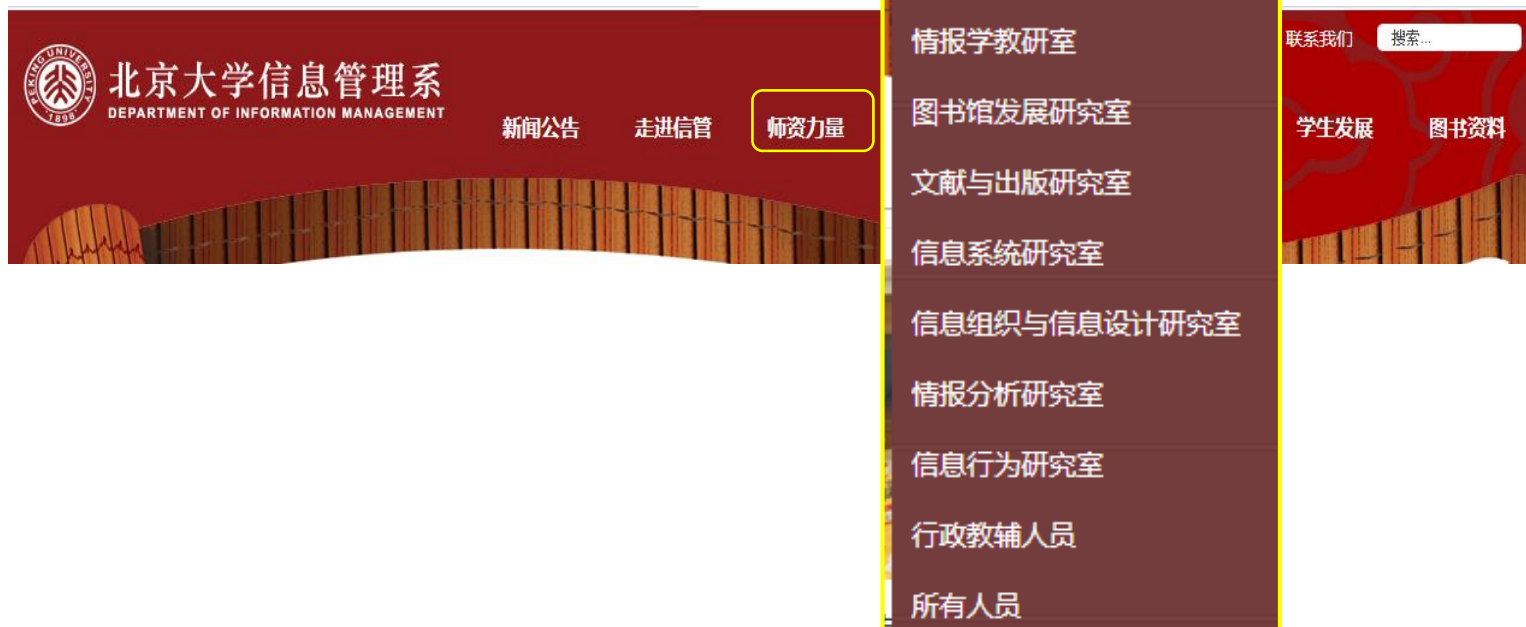 PEKING UNIVERSITY
1898
北京大学信息管理系
DEPARTMENT OF INFORMATION MANAGEMENT
联系我们
搜索...
新闻公告
走进信管
师资力量
学生发展
图书资料
情报学教研室
图书馆发展研究室
文献与出版研究室
信息系统研究室
信息组织与信息设计研究室
情报分析研究室
信息行为研究室
行政教辅人员
所有人员